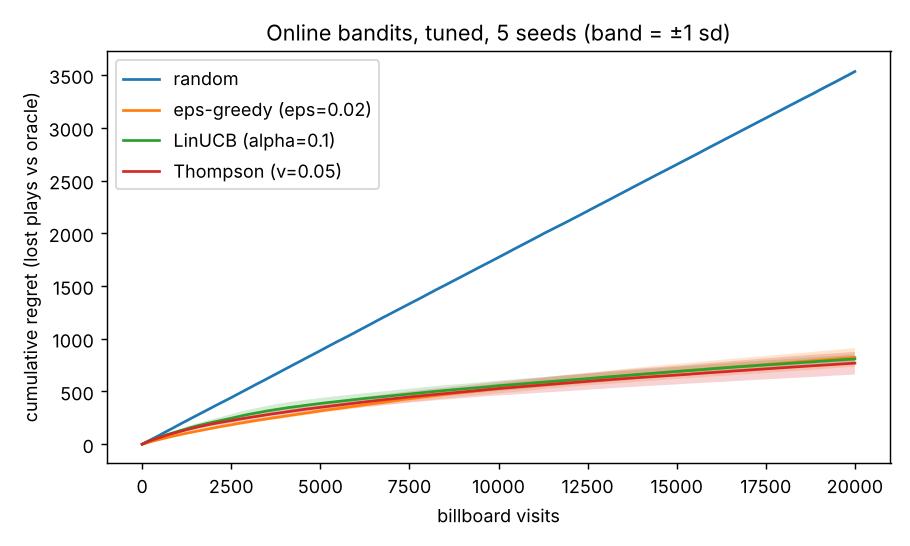 Online bandits, tuned, 5 seeds (band = ±1 sd)
random
eps-greedy (eps=0.02)
LinUCB (alpha=0.1)
Thompson (v=0.05)
cumulative regret (lost plays vs oracle)
3500
3000
2500
2000
1500
1000
500
0
0
2500
5000
7500
10000
12500
15000
17500
20000
billboard visits